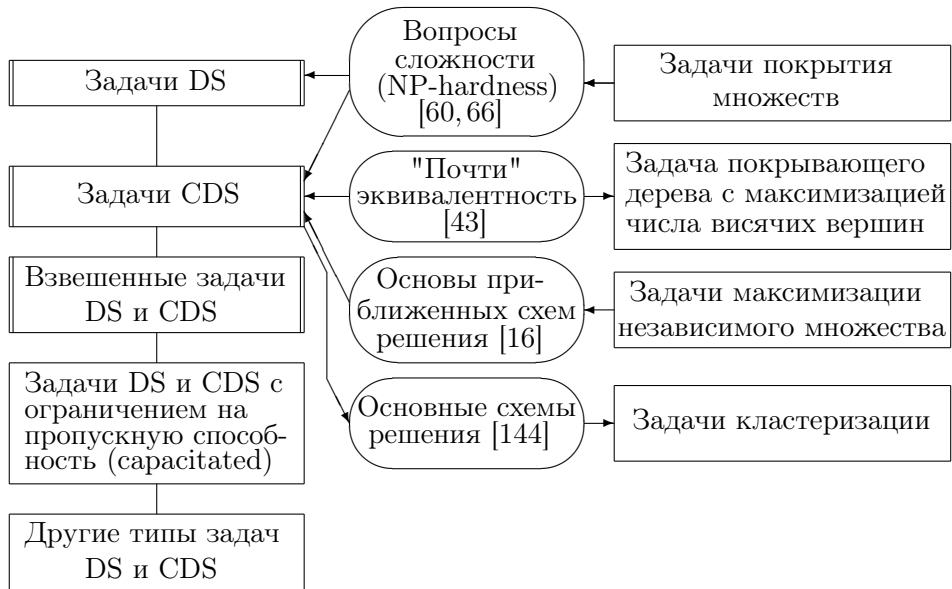 Задачи DS
Задачи CDS
Взвешенные задачи
DS и CDS
Задачи DS и CDS с
ограничением на
пропускную способ-
ность (capacitated)
Другие типы задач
DS и CDS
Вопросы
сложности
(NP-hardness)
[60, 66]
"Почти"
эквивалентность
[43]
Основы при-
ближенных схем
решения [16]
Основные схемы
решения [144]
Задачи покрытия
множеств
Задача покрывающего
дерева с максимизацией
числа висячих вершин
Задачи максимизации
независимого множества
Задачи кластеризации